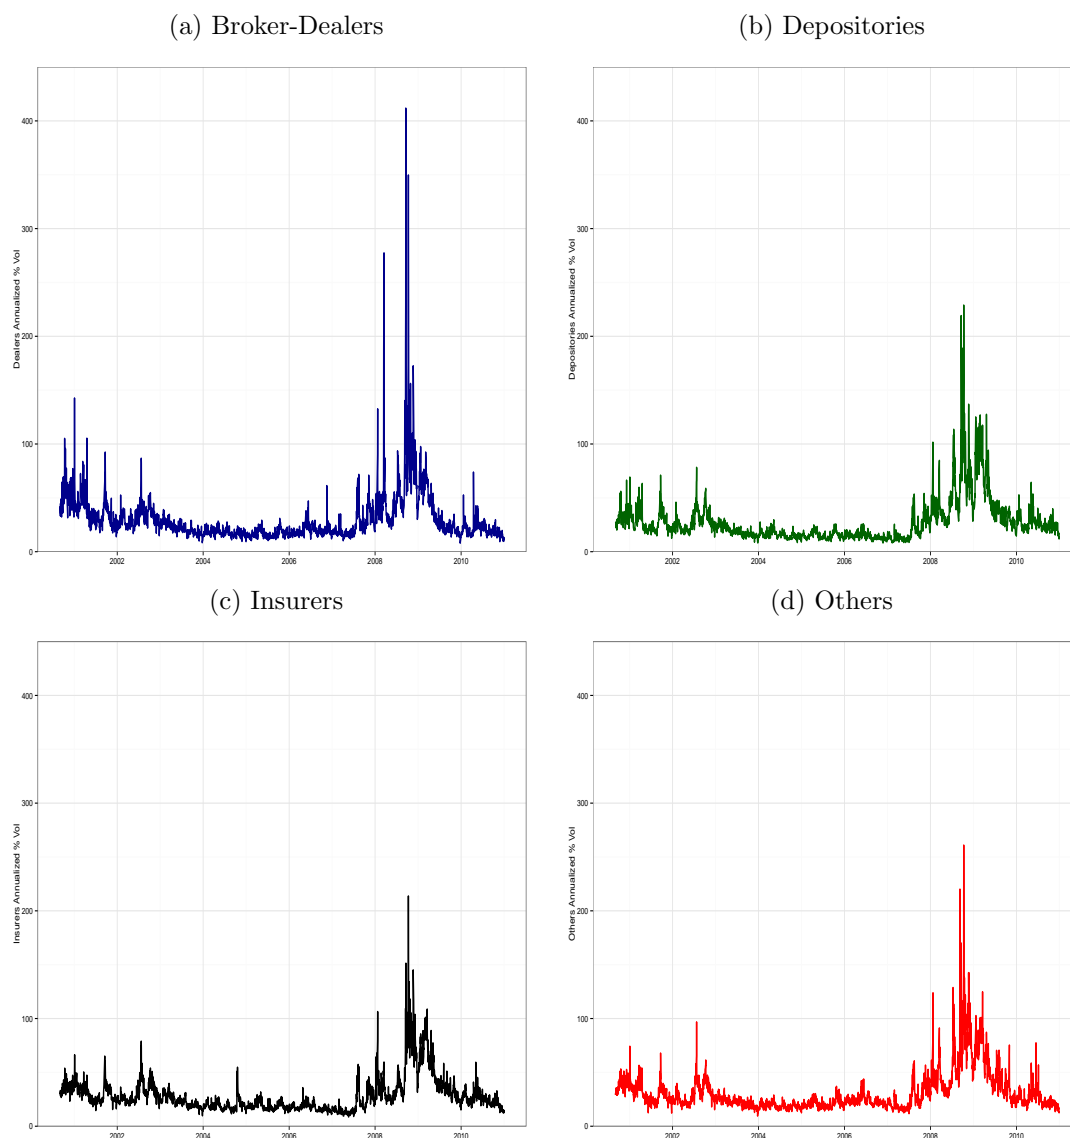 (a) Broker-Dealers
Dealers Annualized % Vol
400
300
200
100
0
2002 2004 2006 2008 2010
(b) Depositories
Depositories Annualized % Vol
400
300
200
100
0
2002 2004 2006 2008 2010
(c) Insurers
Insurers Annualized % Vol
400
300
200
100
0
2002 2004 2006 2008 2010
(d) Others
Others Annualized % Vol
400
300
200
100
0
2002 2004 2006 2008 2010